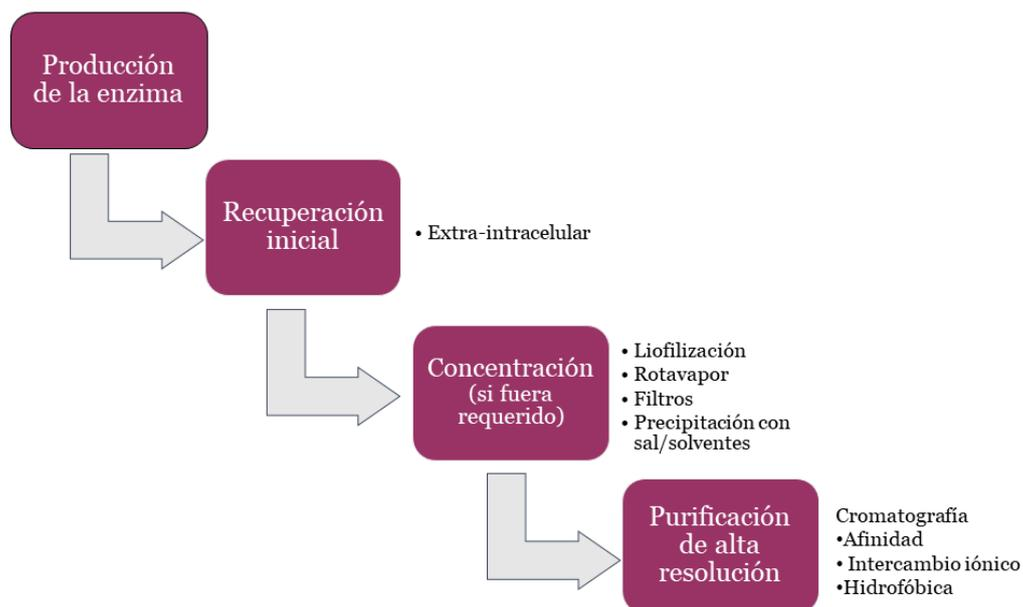 Producción
de la enzima
Recuperación
inicial
• Extra-intracelular
Concentración
(si fuera
requerido)
• Liofilización
• Rotavapor
• Filtros
• Precipitación con
sal/solventes
Purificación
de alta
resolución
Cromatografía
•Afinidad
• Intercambio iónico
•Hidrofóbica